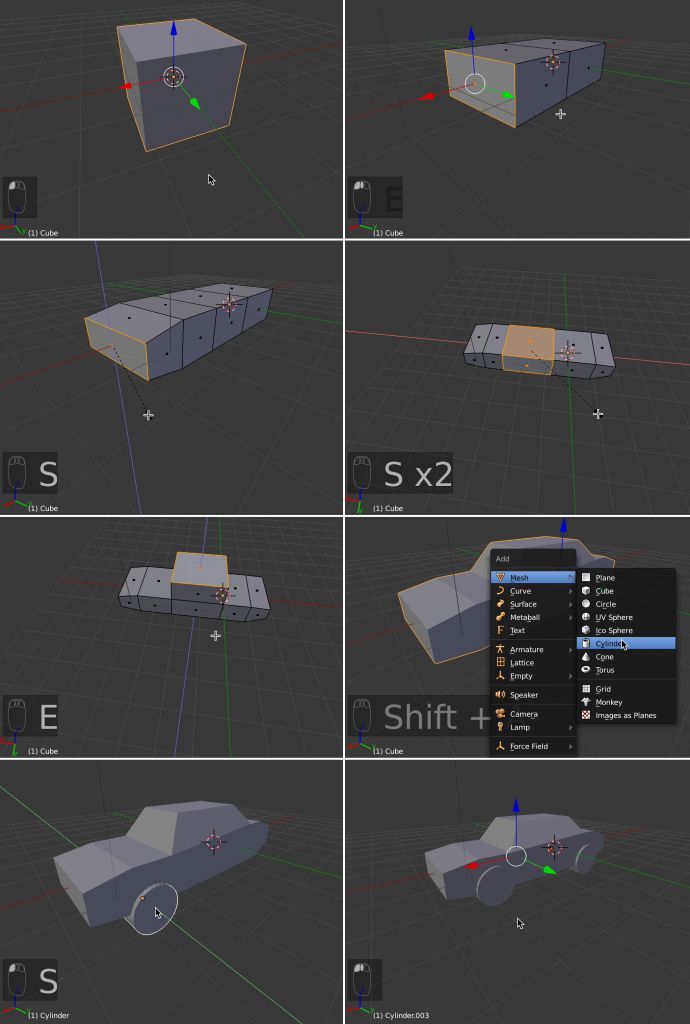 (1) Cube
E
(1) Cube
S
(1) Cube
S x2
(1) Cube
E
(1) Cube
Add
Mesh
Curve
Surface
Metaball
Text
Armature
Lattice
Empty
Speaker
Camera
Lamp
Force Field
Plane
Cube
Circle
UV Sphere
Ico Sphere
Cylinder
Cone
Torus
Grid
Monkey
Images as Planes
Shift +
(1) Cube
S
(1) Cylinder
(1) Cylinder.003